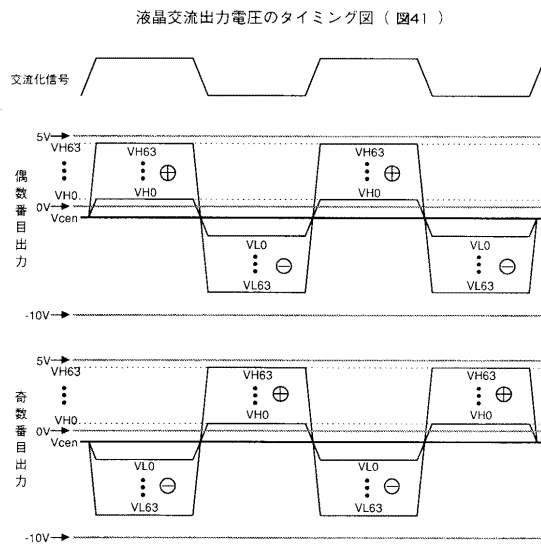 液晶交流出力電圧のタイミング図 ( 図41 )
交流化信号
偶数番目出力
5V
VH63
VH0
0V
Vcen
-10V
VH63
⊕
VH0
VL0
⊖
VL63
VH63
⊕
VH0
VL0
⊖
VL63
奇数番目出力
5V
VH63
VH0
0V
Vcen
-10V
VL0
⊖
VL63
VH63
⊕
VH0
VL0
⊖
VL63
VH63
⊕
VH0